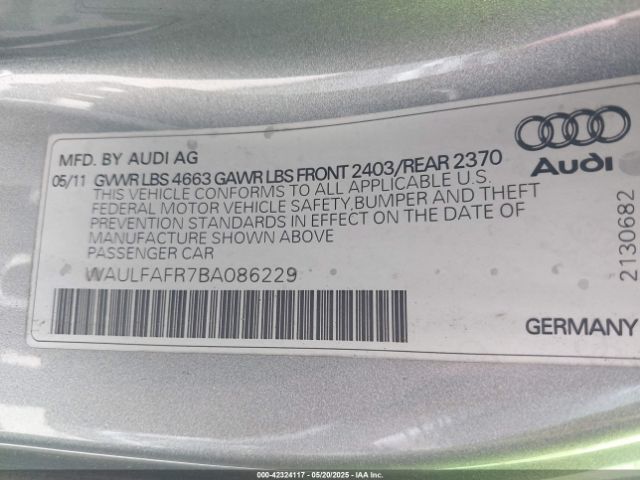 MFD. BY AUDI AG
05/11 GVWR LBS 4663 GAWR LBS FRONT 2403/REAR 2370
THIS VEHICLE CONFORMS TO ALL APPLICABLE U.S.
FEDERAL MOTOR VEHICLE SAFETY,BUMPER AND THEFT
PREVENTION STANDARDS IN EFFECT ON THE DATE OF
MANUFACTURE SHOWN ABOVE
PASSENGER CAR
WAULFAFR7BA086229
Audi
2130682
GERMANY
000-42324117 | 05/20/2025 - IAA Inc.